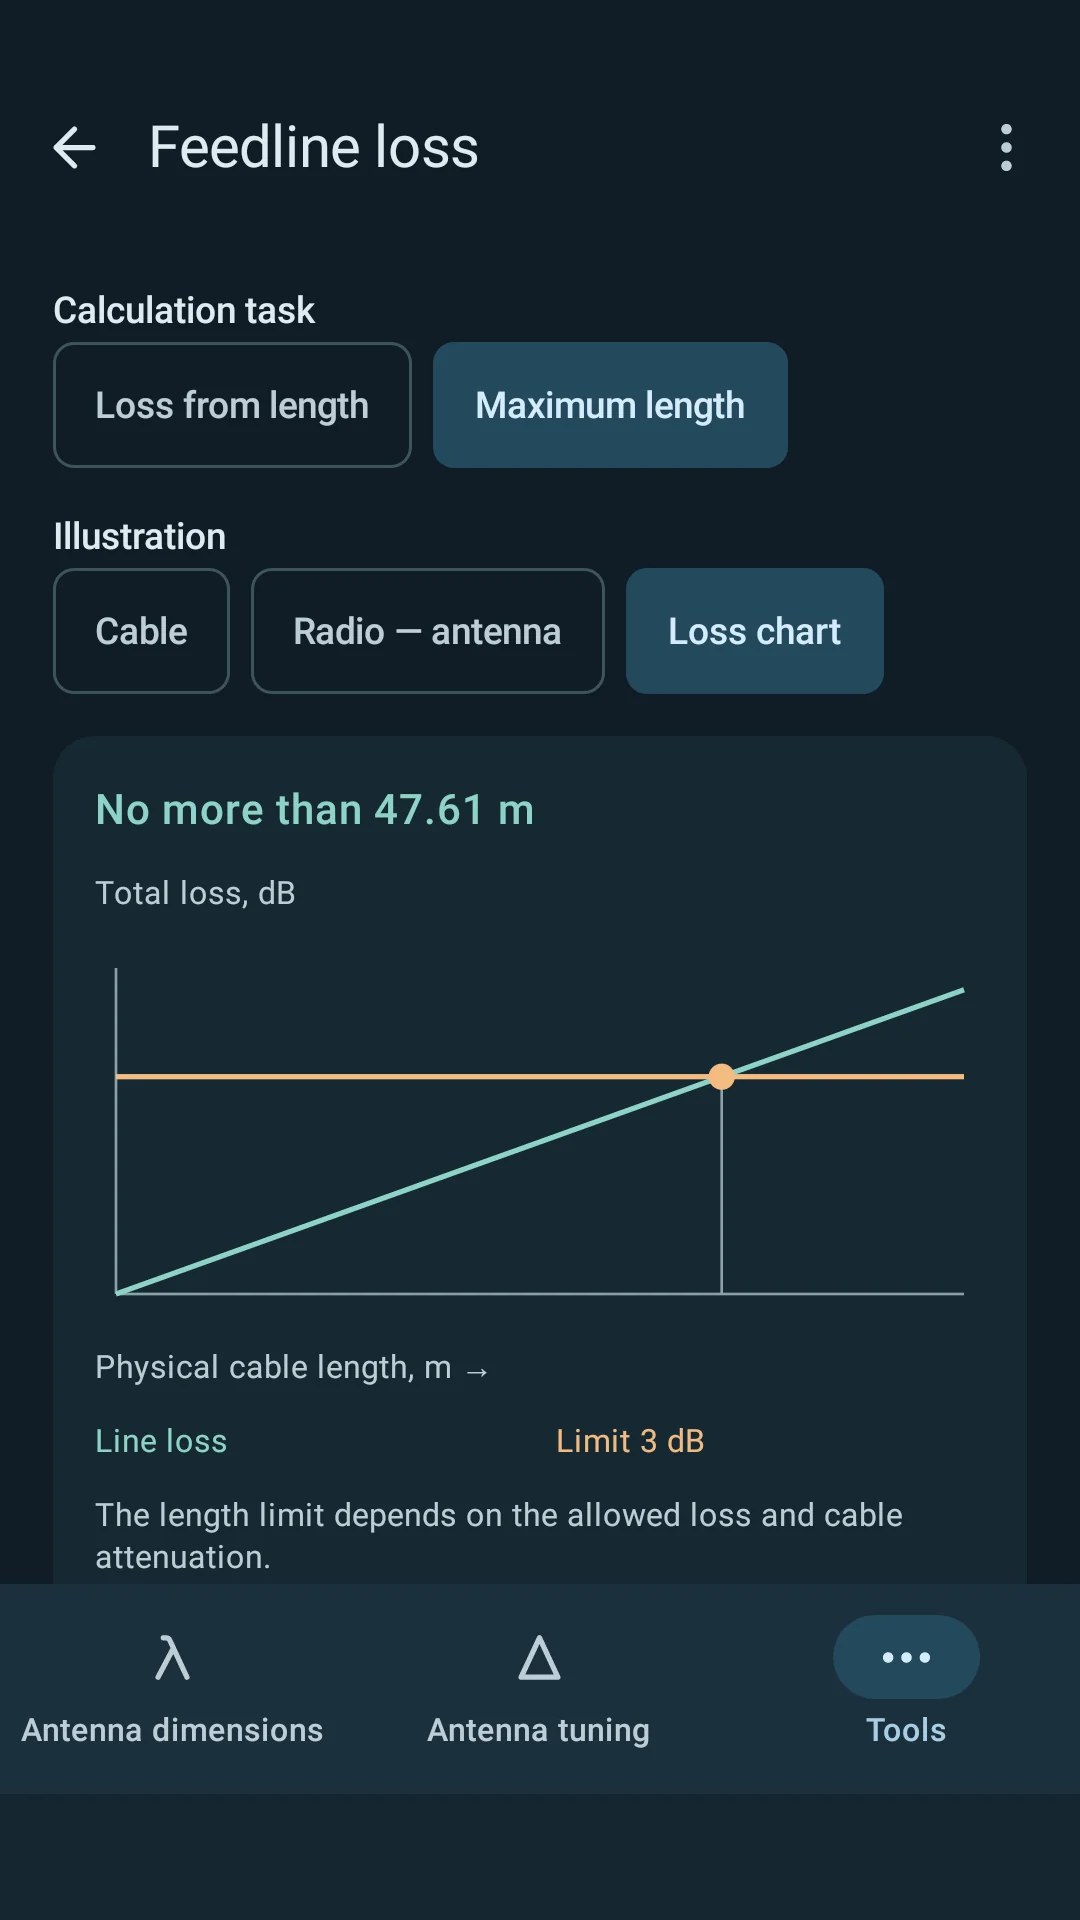 Feedline loss
Calculation task
Loss from length
Maximum length
Illustration
Cable
Radio — antenna
Loss chart
No more than 47.61 m
Total loss, dB
Physical cable length, m →
Line loss
Limit 3 dB
The length limit depends on the allowed loss and cable
attenuation.
Antenna dimensions
Antenna tuning
Tools